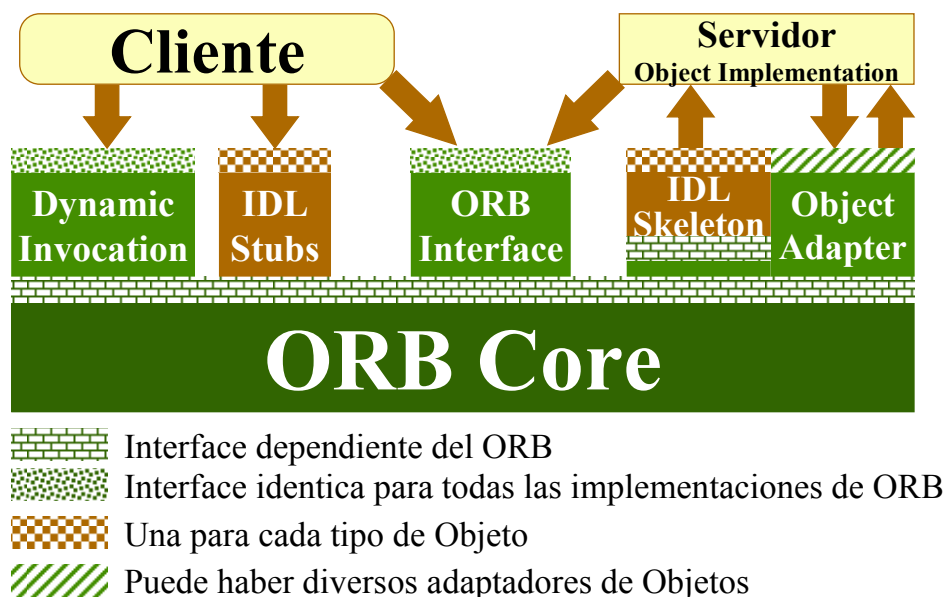 Cliente
Servidor
Object Implementation
Dynamic
Invocation
IDL
Stubs
ORB
Interface
IDL
Skeleton
Object
Adapter
ORB Core
Interface dependiente del ORB
Interface identica para todas las implementaciones de ORB
Una para cada tipo de Objeto
Puede haber diversos adaptadores de Objetos